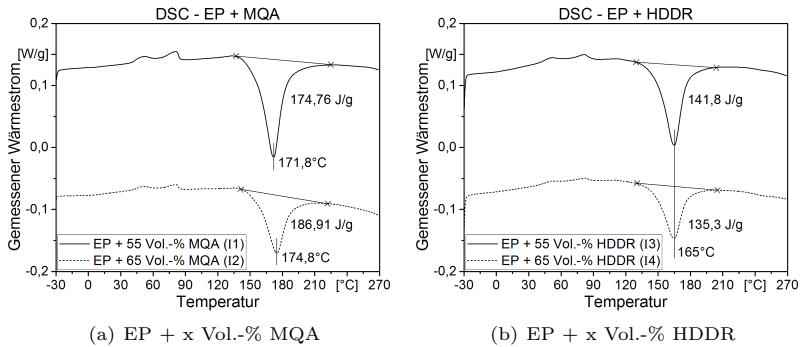 DSC - EP + MQA
0,2
[W/g]
0,1
0,0
-0,1
-0,2
Gemessener Wärmestrom
174,76 J/g
171,8°C
186,91 J/g
174,8°C
EP + 55 Vol.-% MQA (I1)
EP + 65 Vol.-% MQA (I2)
-30 0 30 60 90 120 150 180 210 [°C] 270
Temperatur
(a) EP + x Vol.-% MQA
DSC - EP + HDDR
0,2
[W/g]
0,1
0,0
-0,1
-0,2
Gemessener Wärmestrom
141,8 J/g
135,3 J/g
165°C
EP + 55 Vol.-% HDDR (I3)
EP + 65 Vol.-% HDDR (I4)
-30 0 30 60 90 120 150 180 210 [°C] 270
Temperatur
(b) EP + x Vol.-% HDDR